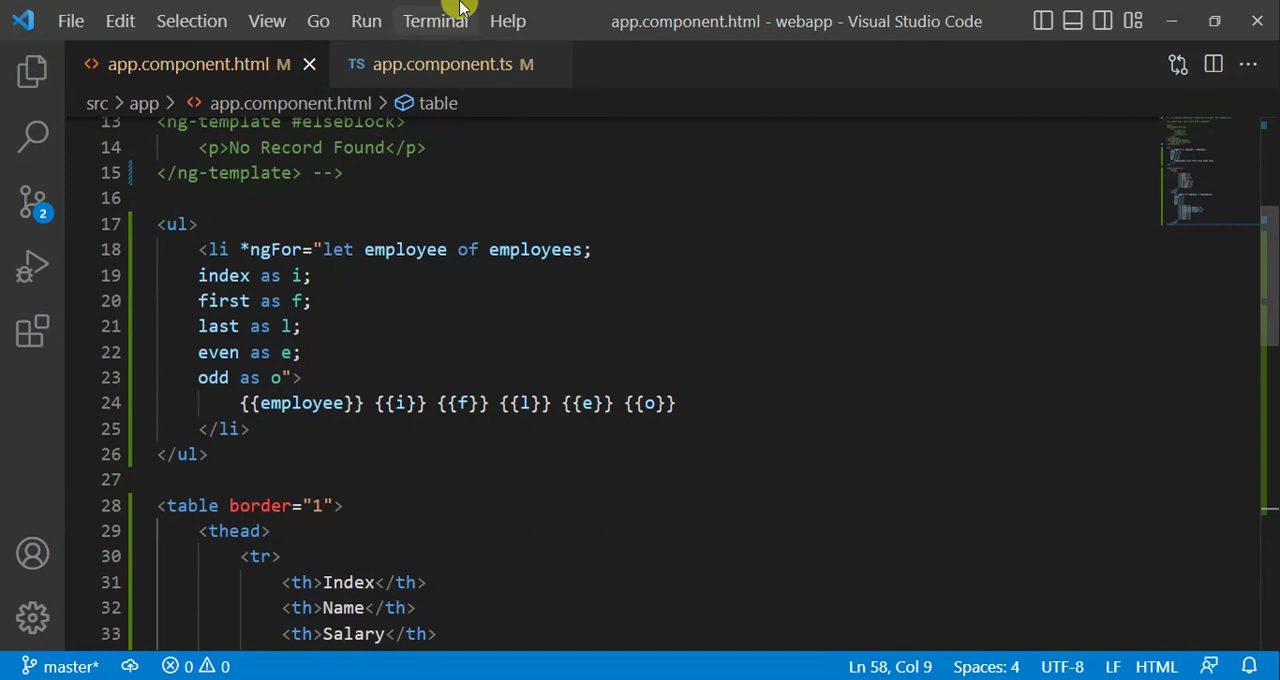 File Edit Selection View Go Run Terminal Help app.component.html - webapp - Visual Studio Code
app.component.html M TS app.component.ts M
src > app > app.component.html > table
13 <ng-template #elseblock>
14 <p>No Record Found</p>
15 </ng-template> -->
16
17 <ul>
18 <li *ngFor="let employee of employees;
19 index as i;
20 first as f;
21 last as l;
22 even as e;
23 odd as o">
24 {{employee}} {{i}} {{f}} {{l}} {{e}} {{o}}
25 </li>
26 </ul>
27
28 <table border="1">
29 <thead>
30 <tr>
31 <th>Index</th>
32 <th>Name</th>
33 <th>Salary</th>
2
master* 0 0 Ln 58, Col 9 Spaces: 4 UTF-8 LF HTML